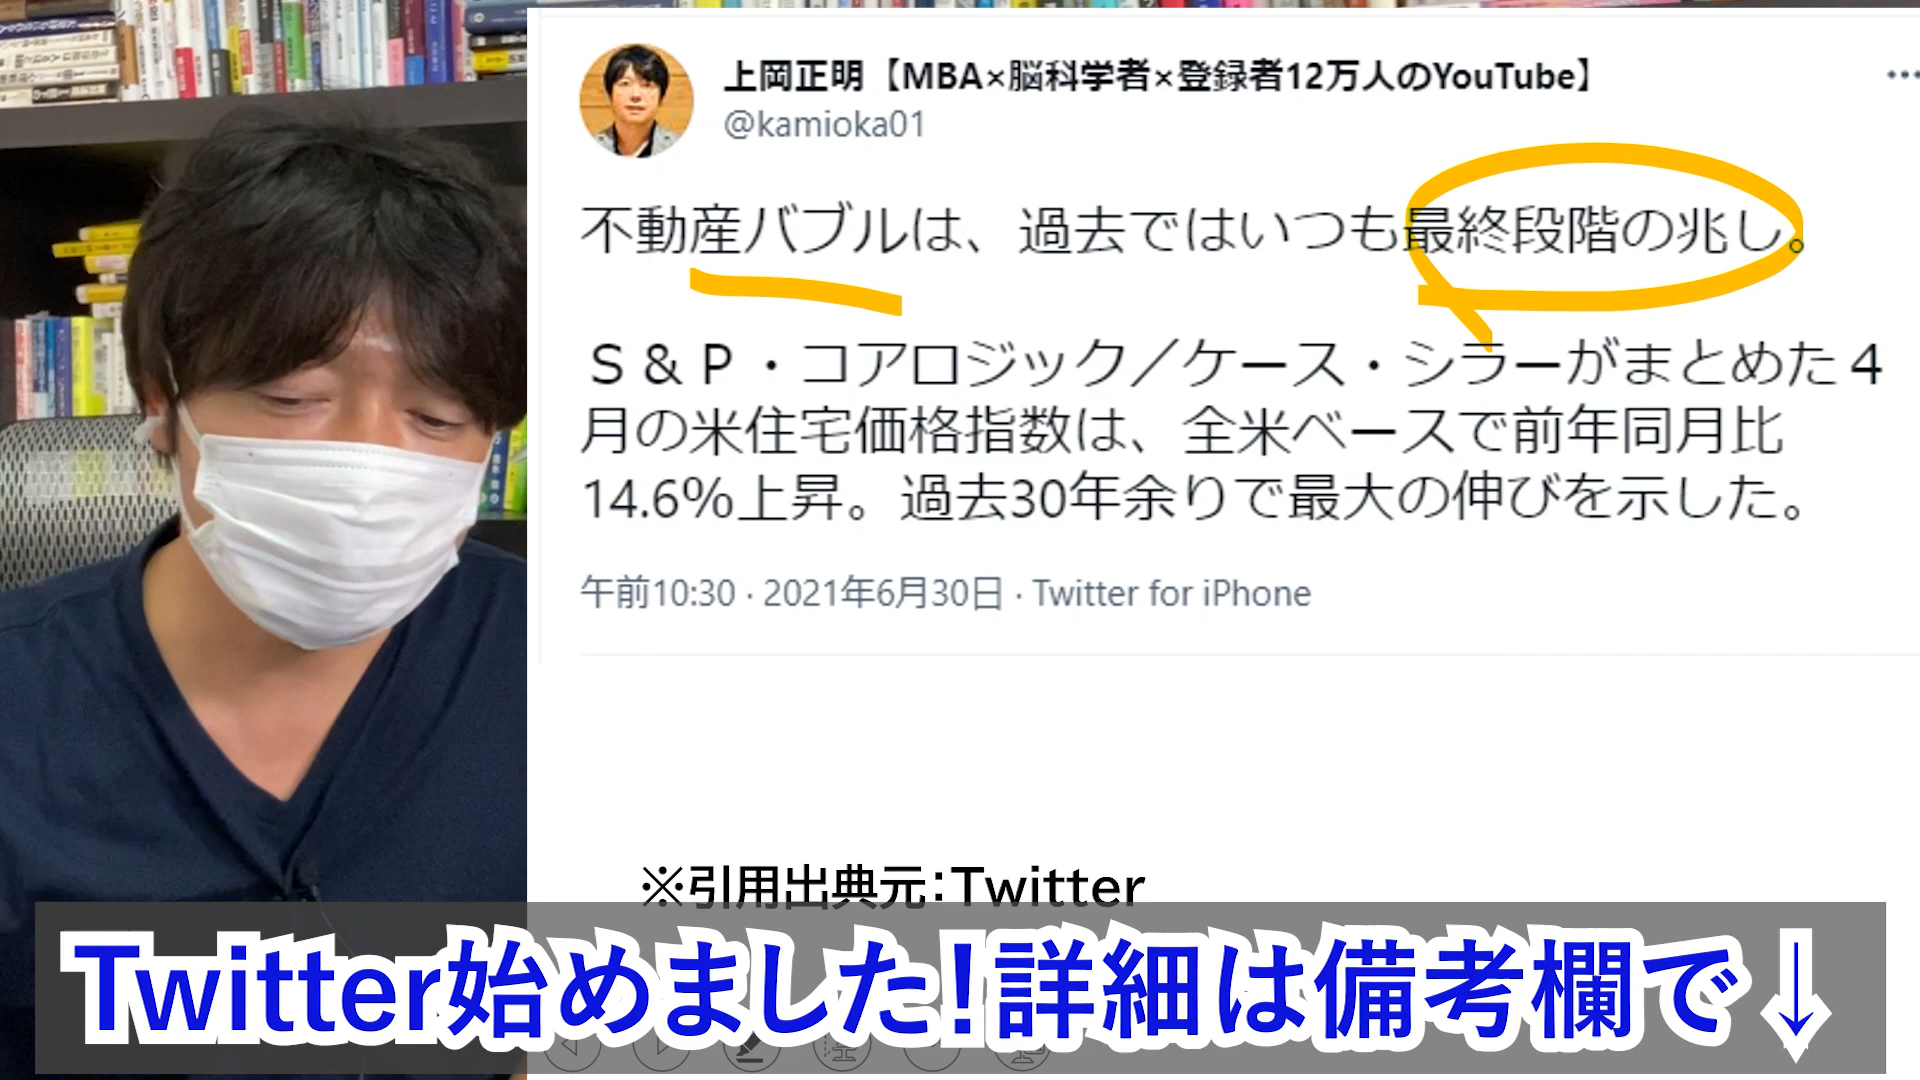 上岡正明【MBA×脳科学者×登録者12万人のYouTube】
@kamioka01
不動産バブルは、過去ではいつも最終段階の兆し。
S&P・コアロジック/ケース・シラーがまとめた4
月の米住宅価格指数は、全米ベースで前年同月比
14.6%上昇。過去30年余りで最大の伸びを示した。
午前10:30・2021年6月30日・Twitter for iPhone
※引用出典元:Twitter
Twitter始めました!詳細は備考欄で↓